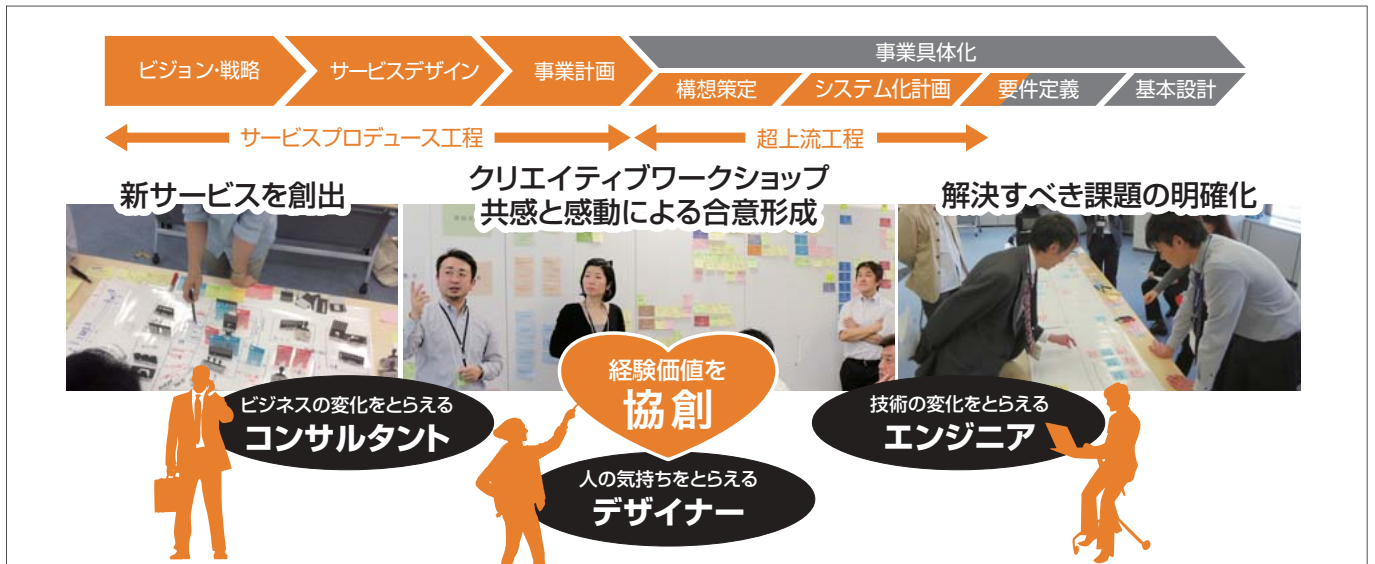 ビジョン・戦略
サービスデザイン
事業計画
事業具体化
構想策定
システム化計画
要件定義
基本設計
サービスプロデュース工程
超上流工程
新サービスを創出
クリエイティブワークショップ
共感と感動による合意形成
解決すべき課題の明確化
経験価値を
協創
ビジネスの変化をとらえる
コンサルタント
技術の変化をとらえる
エンジニア
人の気持ちをとらえる
デザイナー